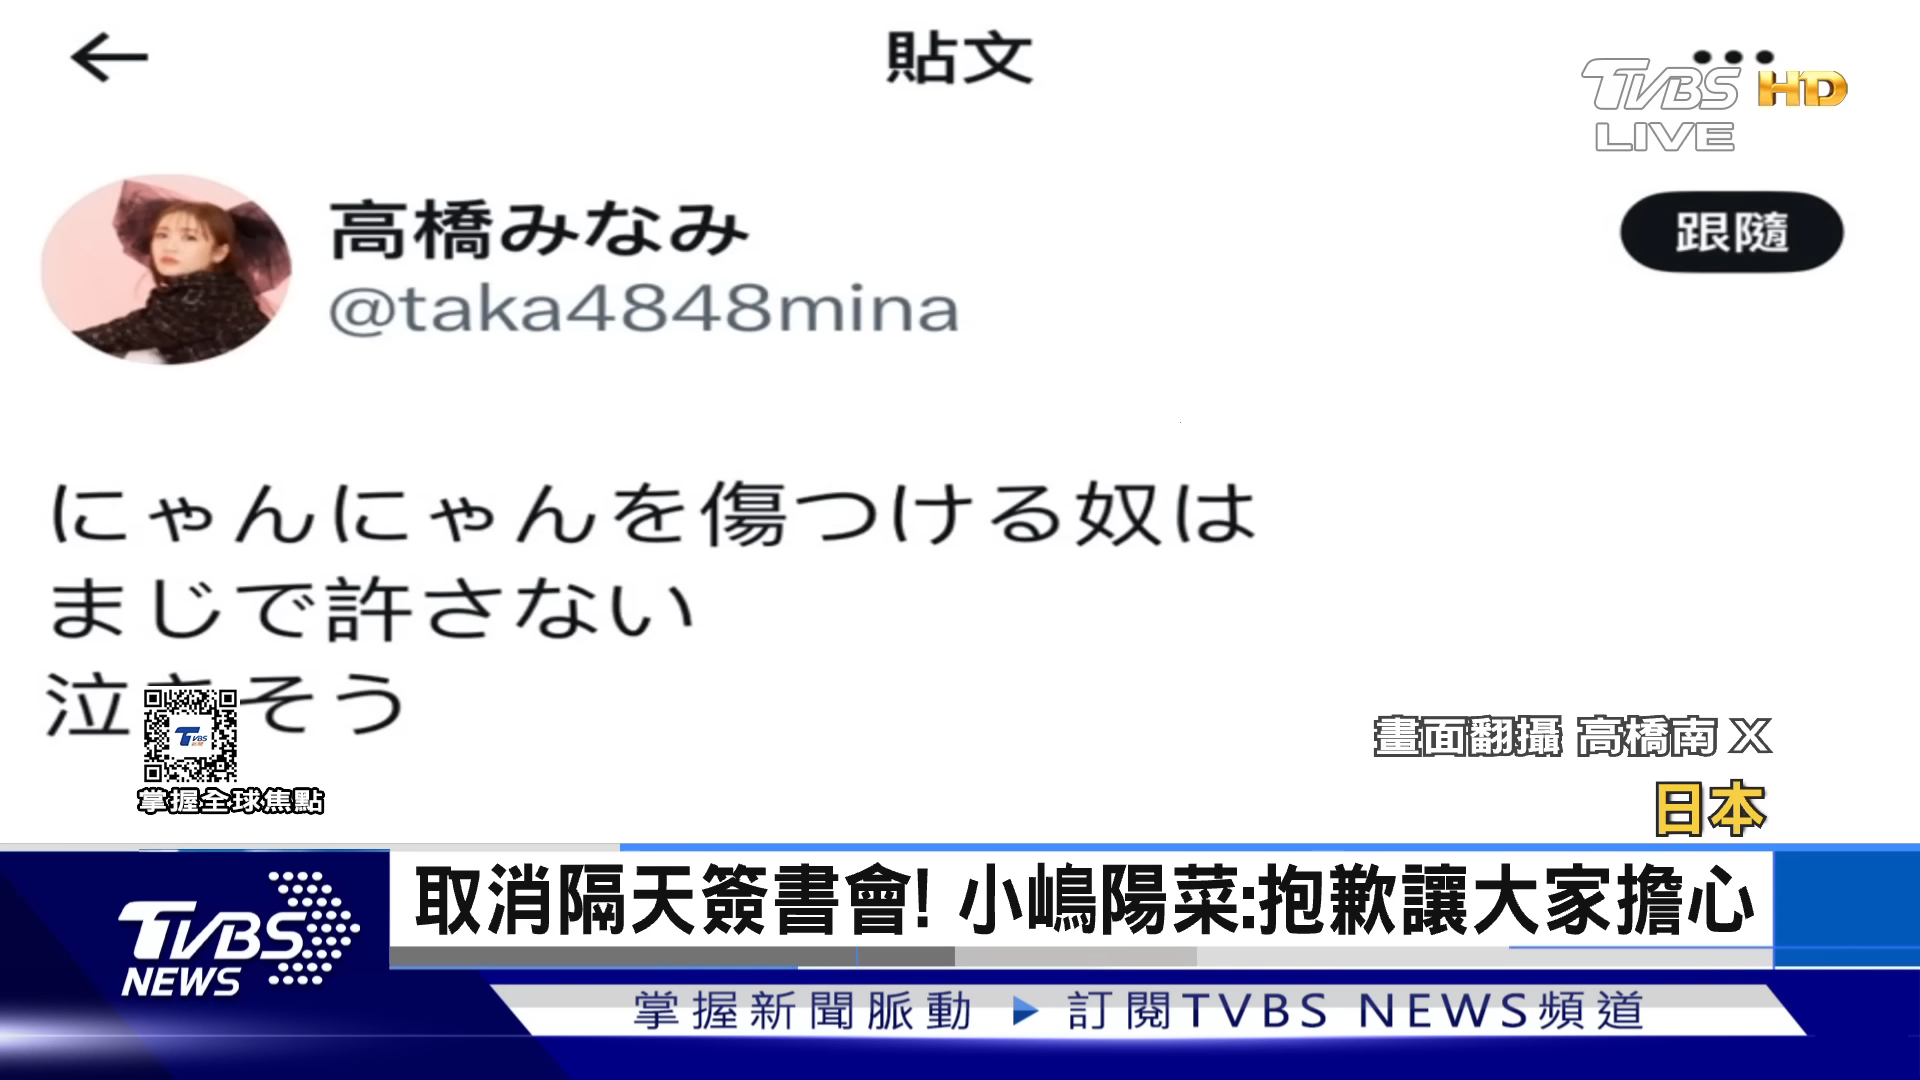 貼文
TVBS HD
LIVE
高橋みなみ
@taka4848mina
跟隨
にゃんにゃんを傷つける奴は
まじで許さない
泣きそう
TVBS
新聞
掌握全球焦點
畫面翻攝 高橋南 X
日本
取消隔天簽書會! 小嶋陽菜:抱歉讓大家擔心
TVBS
NEWS
掌握新聞脈動 訂閱TVBS NEWS頻道